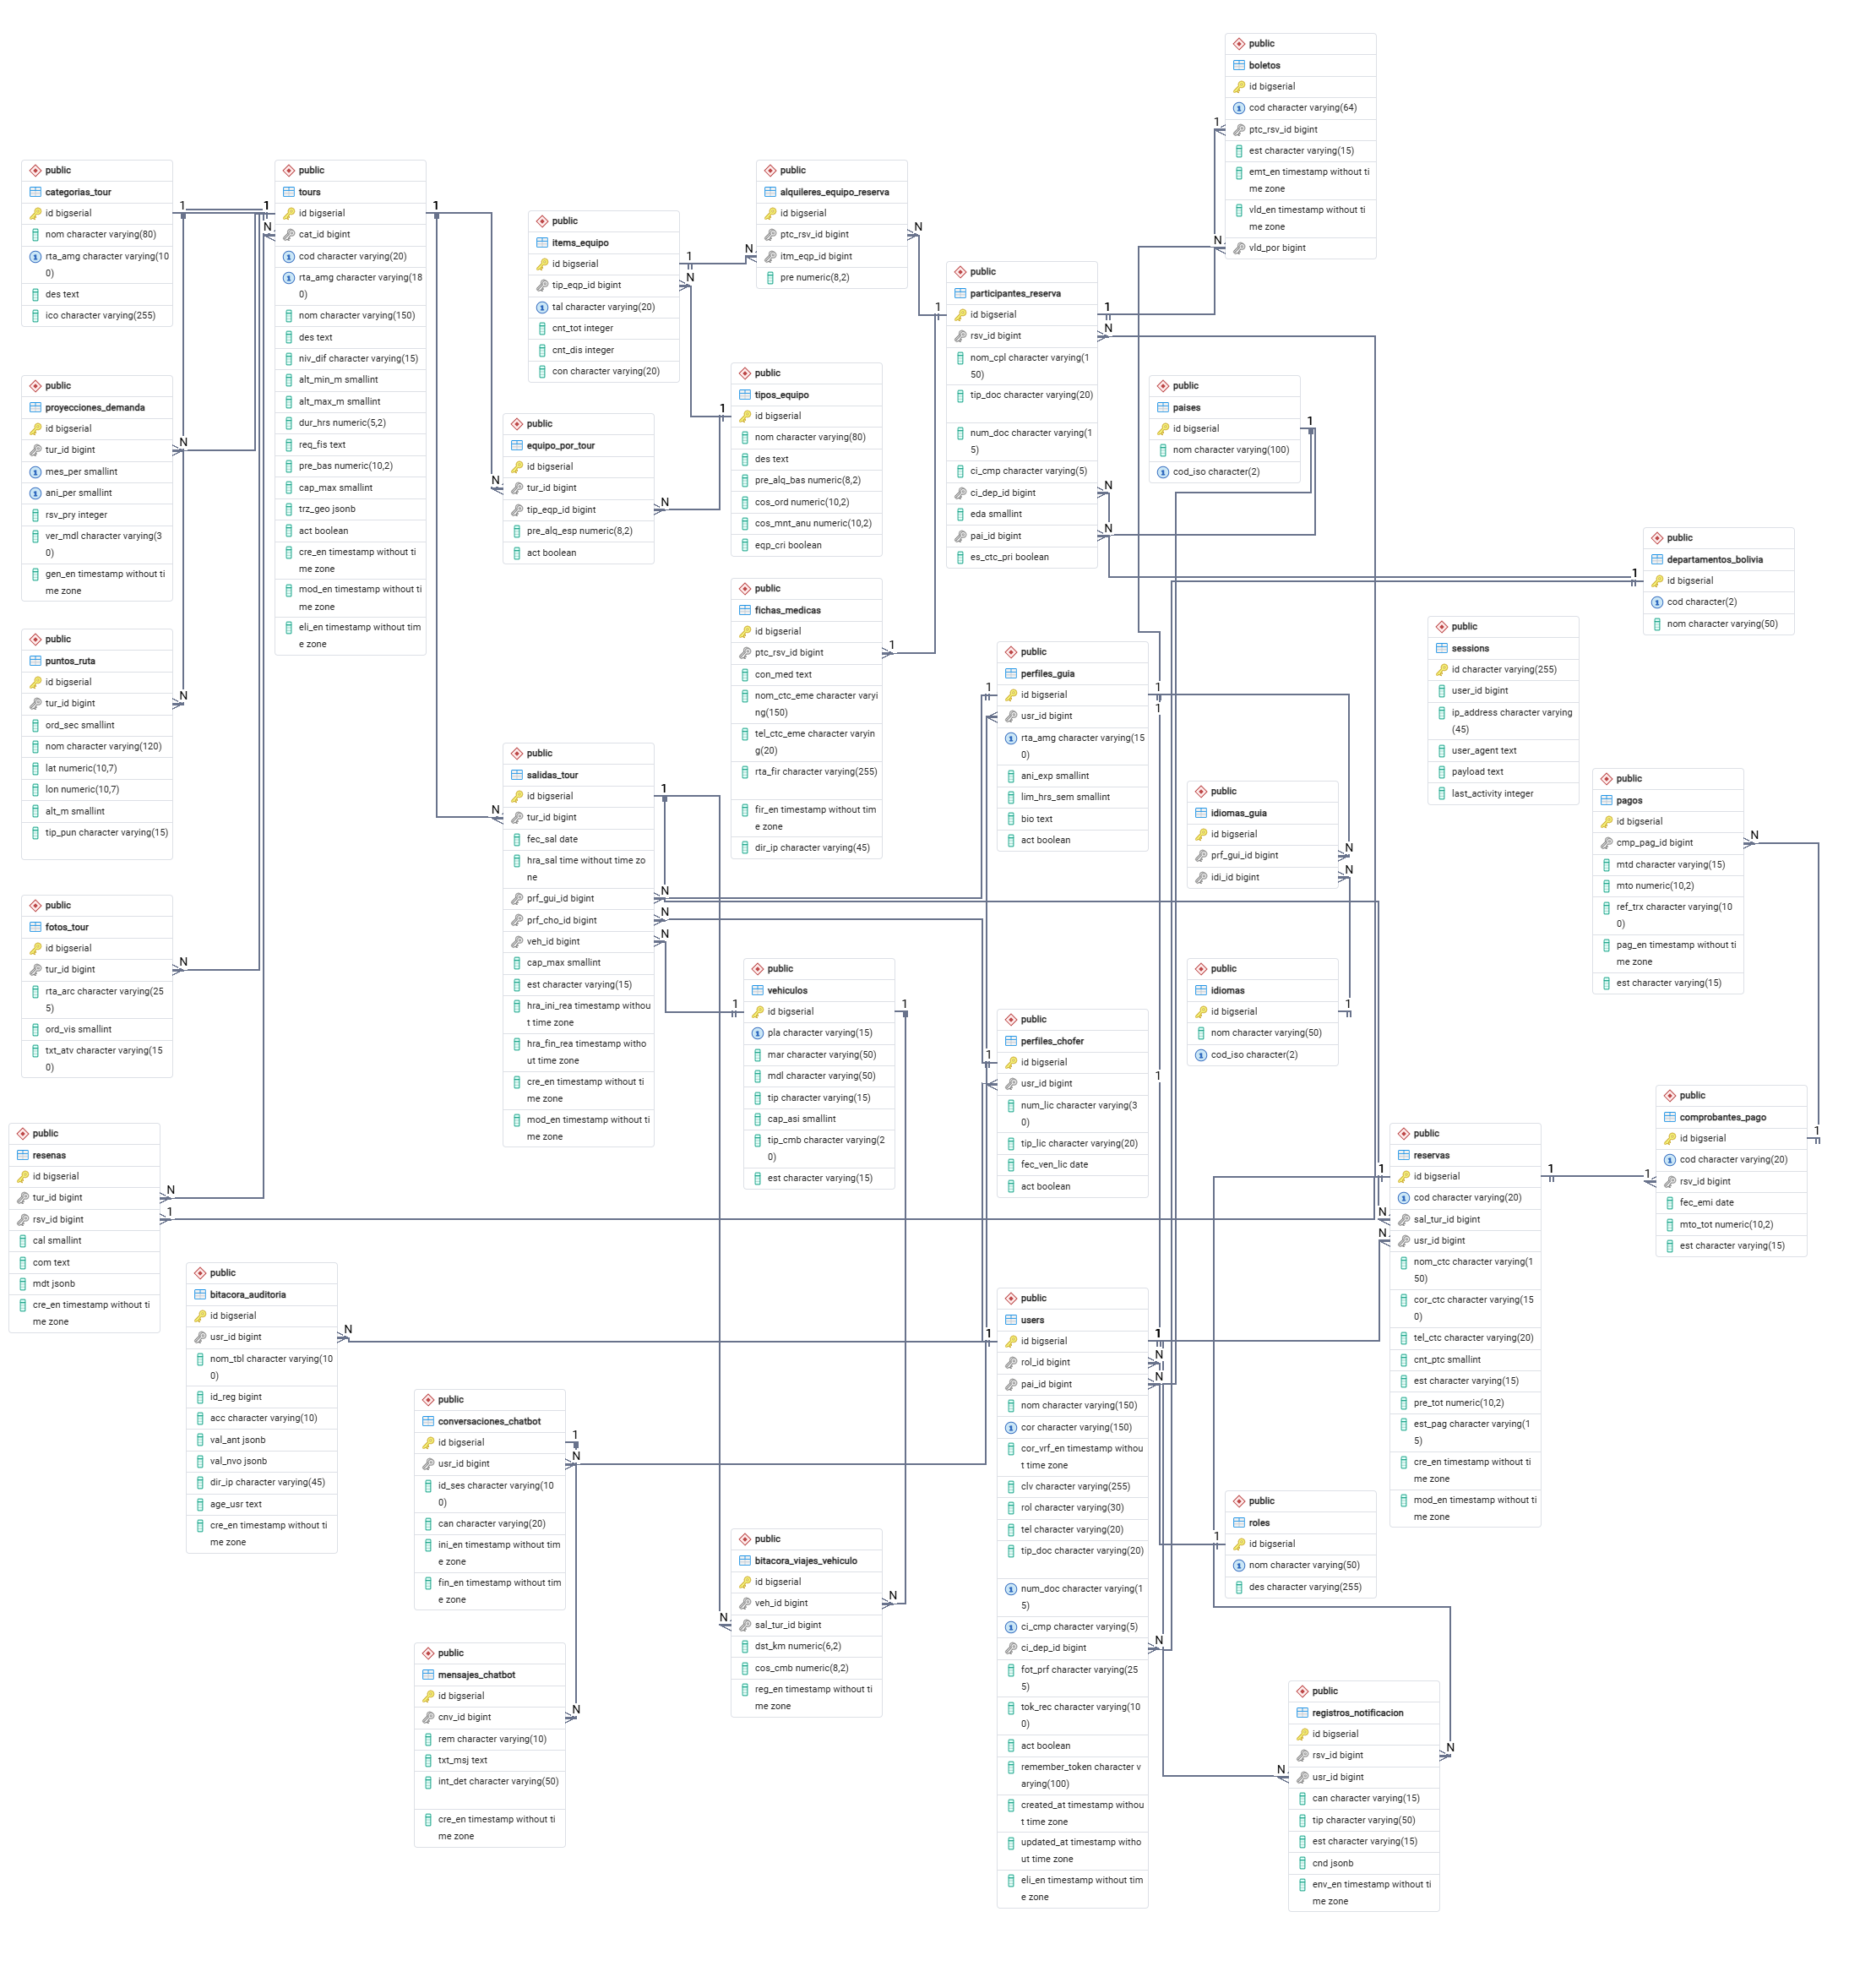 public
boletos
id bigserial
cod character varying(64)
ptc_rsv_id bigint
est character varying(15)
emt_en timestamp without ti
me zone
vld_en timestamp without ti
me zone
vld_por bigint
public
categorias_tour
id bigserial
nom character varying(80)
rta_amg character varying(10
0)
des text
ico character varying(255)
public
tours
id bigserial
cat_id bigint
cod character varying(20)
rta_amg character varying(18
0)
nom character varying(150)
des text
niv_dif character varying(15)
alt_min_m smallint
alt_max_m smallint
dur_hrs numeric(5,2)
req_fis text
pre_bas numeric(10,2)
cap_max smallint
trz_geo jsonb
act boolean
cre_en timestamp without ti
me zone
mod_en timestamp without ti
me zone
eli_en timestamp without tim
e zone
public
items_equipo
id bigserial
tip_eqp_id bigint
tal character varying(20)
cnt_tot integer
cnt_dis integer
con character varying(20)
public
alquileres_equipo_reserva
id bigserial
ptc_rsv_id bigint
itm_eqp_id bigint
pre numeric(8,2)
public
participantes_reserva
id bigserial
rsv_id bigint
nom_cpl character varying(1
50)
tip_doc character varying(20)
num_doc character varying(1
5)
ci_cmp character varying(5)
ci_dep_id bigint
eda smallint
pai_id bigint
es_ctc_pri boolean
public
paises
id bigserial
nom character varying(100)
cod_iso character(2)
public
proyecciones_demanda
id bigserial
tur_id bigint
mes_per smallint
ani_per smallint
rsv_pry integer
ver_mdl character varying(3
0)
gen_en timestamp without ti
me zone
public
equipo_por_tour
id bigserial
tur_id bigint
tip_eqp_id bigint
pre_alq_esp numeric(8,2)
act boolean
public
tipos_equipo
id bigserial
nom character varying(80)
des text
pre_alq_bas numeric(8,2)
cos_ord numeric(10,2)
cos_mnt_anu numeric(10,2)
eqp_cri boolean
public
departamentos_bolivia
id bigserial
cod character(2)
nom character varying(50)
public
fichas_medicas
id bigserial
ptc_rsv_id bigint
con_med text
nom_ctc_eme character varyi
ng(150)
tel_ctc_eme character varyin
g(20)
rta_fir character varying(255)
fir_en timestamp without tim
e zone
dir_ip character varying(45)
public
puntos_ruta
id bigserial
tur_id bigint
ord_sec smallint
nom character varying(120)
lat numeric(10,7)
lon numeric(10,7)
alt_m smallint
tip_pun character varying(15)
public
perfiles_guia
id bigserial
usr_id bigint
rta_amg character varying(15
0)
ani_exp smallint
lim_hrs_sem smallint
bio text
act boolean
public
sessions
id character varying(255)
user_id bigint
ip_address character varying
(45)
user_agent text
payload text
last_activity integer
public
salidas_tour
id bigserial
tur_id bigint
fec_sal date
hra_sal time without time zo
ne
prf_gui_id bigint
prf_cho_id bigint
veh_id bigint
cap_max smallint
est character varying(15)
hra_ini_rea timestamp withou
t time zone
hra_fin_rea timestamp witho
ut time zone
cre_en timestamp without ti
me zone
mod_en timestamp without ti
me zone
public
idiomas_guia
id bigserial
prf_gui_id bigint
idi_id bigint
public
pagos
id bigserial
cmp_pag_id bigint
mtd character varying(15)
mto numeric(10,2)
ref_trx character varying(10
0)
pag_en timestamp without ti
me zone
est character varying(15)
public
fotos_tour
id bigserial
tur_id bigint
rta_arc character varying(25
5)
ord_vis smallint
txt_atv character varying(15
0)
public
vehiculos
id bigserial
pla character varying(15)
mar character varying(50)
mdl character varying(50)
tip character varying(15)
cap_asi smallint
tip_cmb character varying(2
0)
est character varying(15)
public
idiomas
id bigserial
nom character varying(50)
cod_iso character(2)
public
perfiles_chofer
id bigserial
usr_id bigint
num_lic character varying(3
0)
tip_lic character varying(20)
fec_ven_lic date
act boolean
public
comprobantes_pago
id bigserial
cod character varying(20)
rsv_id bigint
fec_emi date
mto_tot numeric(10,2)
est character varying(15)
public
resenas
id bigserial
tur_id bigint
rsv_id bigint
cal smallint
com text
mdt jsonb
cre_en timestamp without ti
me zone
public
reservas
id bigserial
cod character varying(20)
sal_tur_id bigint
usr_id bigint
nom_ctc character varying(1
50)
cor_ctc character varying(15
0)
tel_ctc character varying(20)
cnt_ptc smallint
est character varying(15)
pre_tot numeric(10,2)
est_pag character varying(1
5)
cre_en timestamp without ti
me zone
mod_en timestamp without ti
me zone
public
bitacora_auditoria
id bigserial
usr_id bigint
nom_tbl character varying(10
0)
id_reg bigint
acc character varying(10)
val_ant jsonb
val_nvo jsonb
dir_ip character varying(45)
age_usr text
cre_en timestamp without ti
me zone
public
users
id bigserial
rol_id bigint
pai_id bigint
nom character varying(150)
cor character varying(150)
cor_vrf_en timestamp withou
t time zone
clv character varying(255)
rol character varying(30)
tel character varying(20)
tip_doc character varying(20)
num_doc character varying(1
5)
ci_cmp character varying(5)
ci_dep_id bigint
fot_prf character varying(25
5)
tok_rec character varying(10
0)
act boolean
remember_token character v
arying(100)
created_at timestamp withou
t time zone
updated_at timestamp witho
ut time zone
eli_en timestamp without tim
e zone
public
conversaciones_chatbot
id bigserial
usr_id bigint
id_ses character varying(10
0)
can character varying(20)
ini_en timestamp without tim
e zone
fin_en timestamp without tim
e zone
public
roles
id bigserial
nom character varying(50)
des character varying(255)
public
bitacora_viajes_vehiculo
id bigserial
veh_id bigint
sal_tur_id bigint
dst_km numeric(6,2)
cos_cmb numeric(8,2)
reg_en timestamp without ti
me zone
public
mensajes_chatbot
id bigserial
cnv_id bigint
rem character varying(10)
txt_msj text
int_det character varying(50)
cre_en timestamp without ti
me zone
public
registros_notificacion
id bigserial
rsv_id bigint
usr_id bigint
can character varying(15)
tip character varying(50)
est character varying(15)
cnd jsonb
env_en timestamp without ti
me zone